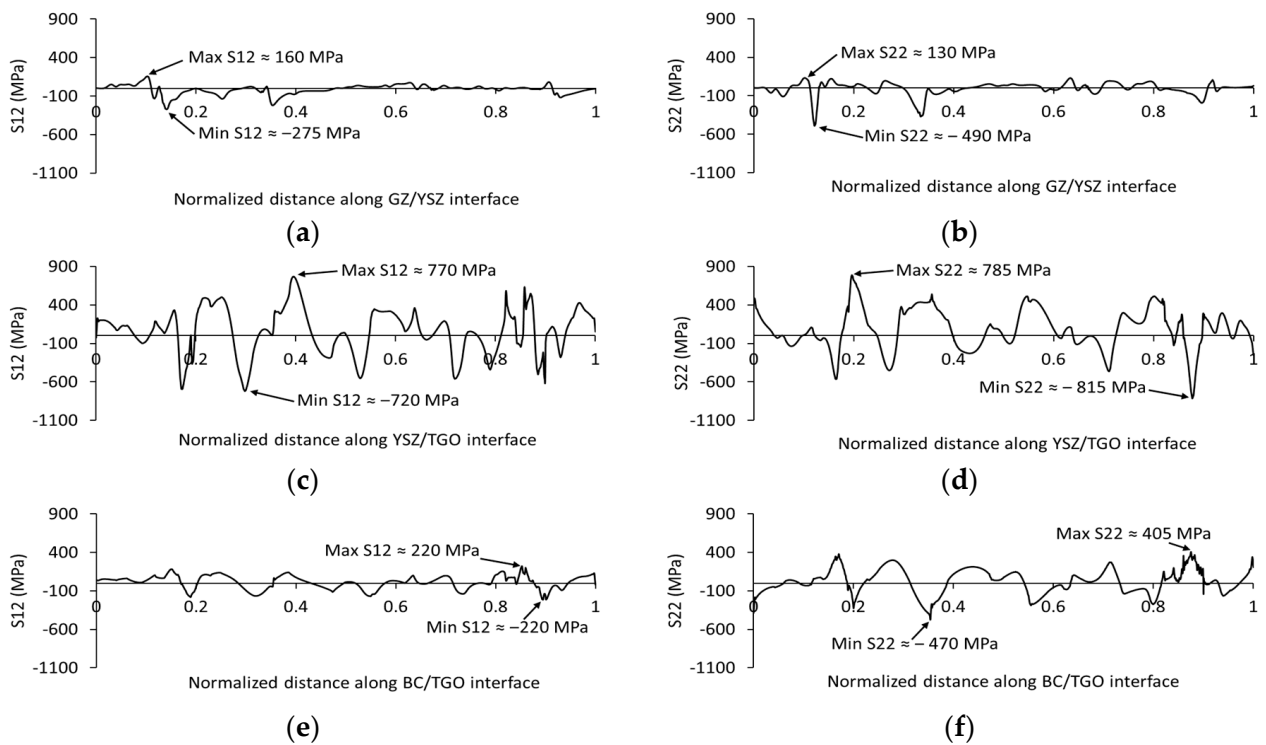 S12 (MPa)
900
400
-100
-600
-1100
0
0.2
0.4
0.6
0.8
1
Max S12 ≈ 160 MPa
Min S12 ≈ −275 MPa
Normalized distance along GZ/YSZ interface
(a)
S22 (MPa)
900
400
-100
-600
-1100
0
0.2
0.4
0.6
0.8
1
Max S22 ≈ 130 MPa
Min S22 ≈ − 490 MPa
Normalized distance along GZ/YSZ interface
(b)
S12 (MPa)
900
400
-100
-600
-1100
0
0.2
0.4
0.6
0.8
1
Max S12 ≈ 770 MPa
Min S12 ≈ −720 MPa
Normalized distance along YSZ/TGO interface
(c)
S22 (MPa)
900
400
-100
-600
-1100
0
0.2
0.4
0.6
0.8
1
Max S22 ≈ 785 MPa
Min S22 ≈ − 815 MPa
Normalized distance along YSZ/TGO interface
(d)
S12 (MPa)
900
400
-100
-600
-1100
0
0.2
0.4
0.6
0.8
1
Max S12 ≈ 220 MPa
Min S12 ≈ −220 MPa
Normalized distance along BC/TGO interface
(e)
S22 (MPa)
900
400
-100
-600
-1100
0
0.2
0.4
0.6
0.8
1
Max S22 ≈ 405 MPa
Min S22 ≈ − 470 MPa
Normalized distance along BC/TGO interface
(f)